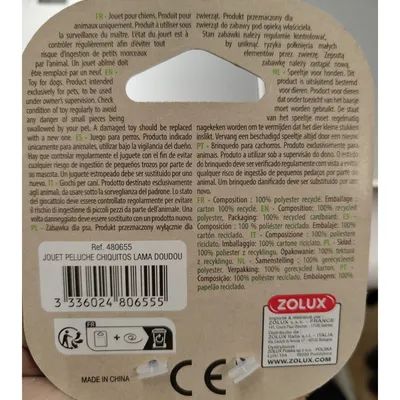 FR - Jouet pour chiens. Produit pour
animaux uniquement. Produit à utiliser sous
la surveillance du maître. L'état du jouet est à
contrôler régulièrement afin d'éviter tout
risque d'ingestion de petits morceaux
par l'animal. Un jouet abîmé doit
être remplacé par un neuf. EN -
Toy for dogs. Product intended
exclusively for pets, to be used
under owner's supervision. Check
condition of toy regularly to avoid
any danger of small pieces being
swallowed by your pet. A damaged toy should be replaced
with a new one. ES - Juego para perros. Producto indicado
únicamente para animales, utilizar bajo la vigilancia del dueño.
Hay que controlar regularmente el juguete con el fin de evitar
cualquier riesgo de ingestión de pequeños trozos por parte de
su mascota. Un juguete estropeado debe ser sustituido por un
nuevo. IT - Giochi per cani. Prodotto destinato esclusivamente
agli animali, da usare sotto la sorveglianza del padrone. Lo stato
del giocattolo deve essere controllato regolarmente per evitare
il rischio di ingestione di piccoli pezzi da parte dell'animale. Una
volta danneggiato deve essere sostituito con un prodotto nuovo.
PL - Zabawka dla psa. Produkt przeznaczony wyłącznie dla
zwierząt. Produkt przeznaczony dla
zwierząt do zabawy pod opieką właściciela.
Stan zabawki należy regularnie kontrolować,
by uniknąć ryzyka połknięcia małych
elementów przez zwierzę. Zepsutą
zabawkę należy zastąpić nową.
NL - Speeltje voor honden. Dit
product is uitsluitend bestemd
voor dieren. Product voor dieren
onder toezicht van het baasje.
De staat van het speeltje
moet regelmatig
nagekeken worden om te vermijden dat het dier kleine stukken
inslikt. Vervang een beschadigd speeltje altijd door een nieuw.
PT - Brinquedo para cachorros. Produto exclusivamente para
animais. Produto a utilizar sob a supervisão do dono. O estado do
brinquedo deve ser verificado regularmente para evitar
qualquer risco de ingestão de pequenos pedaços por parte do
animal. Um brinquedo estragado deve ser substituído por um novo.
FR - Composition : 100% polyester recyclé. Emballage :
carton 100% recyclé. EN - Composition: 100% recycled
polyester. Packaging: 100% recycled cardboard. ES -
Composición: 100% poliéster reciclado. Embalaje: 100%
cartón reciclado. IT - Composizione: 100% poliestere
riciclato. Imballaggio: 100% cartone riciclato. PL - Skład :
100% poliester z recyklingu. Opakowanie: 100% tektura
z recyklingu. NL - Samenstelling : 100% gerecycleerd
polyester. Verpakking: 100% gerecycleerd karton. PT -
Composição: 100% poliéster reciclado. Embalagem: 100%
papelão reciclado.
Ref. 480655
JOUET PELUCHE CHIQUITOS LAMA DOUDOU
3 336024 806555
FR
MADE IN CHINA
ZOLUX
ZOLUX
FRANCE
ITALIA
POLSKA
www.zolux.com